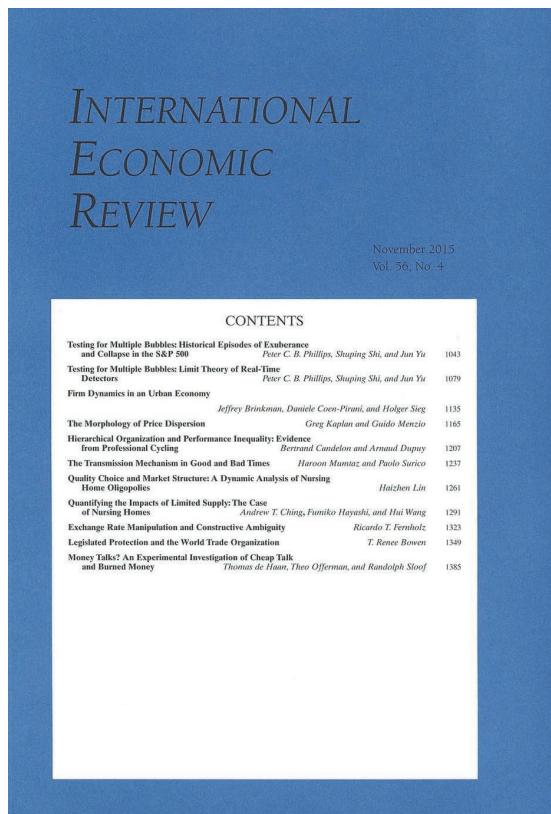 INTERNATIONAL
ECONOMIC
REVIEW
November 2015
Vol. 56, No. 4
CONTENTS
Testing for Multiple Bubbles: Historical Episodes of Exuberance
and Collapse in the S&P 500 Peter C. B. Phillips, Shuping Shi, and Jun Yu 1043
Testing for Multiple Bubbles: Limit Theory of Real-Time
Detectors Peter C. B. Phillips, Shuping Shi, and Jun Yu 1079
Firm Dynamics in an Urban Economy
Jeffrey Brinkman, Daniele Coen-Pirani, and Holger Sieg 1135
The Morphology of Price Dispersion Greg Kaplan and Guido Menzio 1165
Hierarchical Organization and Performance Inequality: Evidence
from Professional Cycling Bertrand Candelon and Arnaud Dupuy 1207
The Transmission Mechanism in Good and Bad Times Haroon Mumtaz and Paolo Surico 1237
Quality Choice and Market Structure: A Dynamic Analysis of Nursing
Home Oligopolies Haizhen Lin 1261
Quantifying the Impacts of Limited Supply: The Case
of Nursing Homes Andrew T. Ching, Fumiko Hayashi, and Hui Wang 1291
Exchange Rate Manipulation and Constructive Ambiguity Ricardo T. Fernholz 1323
Legislated Protection and the World Trade Organization T. Renee Bowen 1349
Money Talks? An Experimental Investigation of Cheap Talk
and Burned Money Thomas de Haan, Theo Offerman, and Randolph Sloof 1385